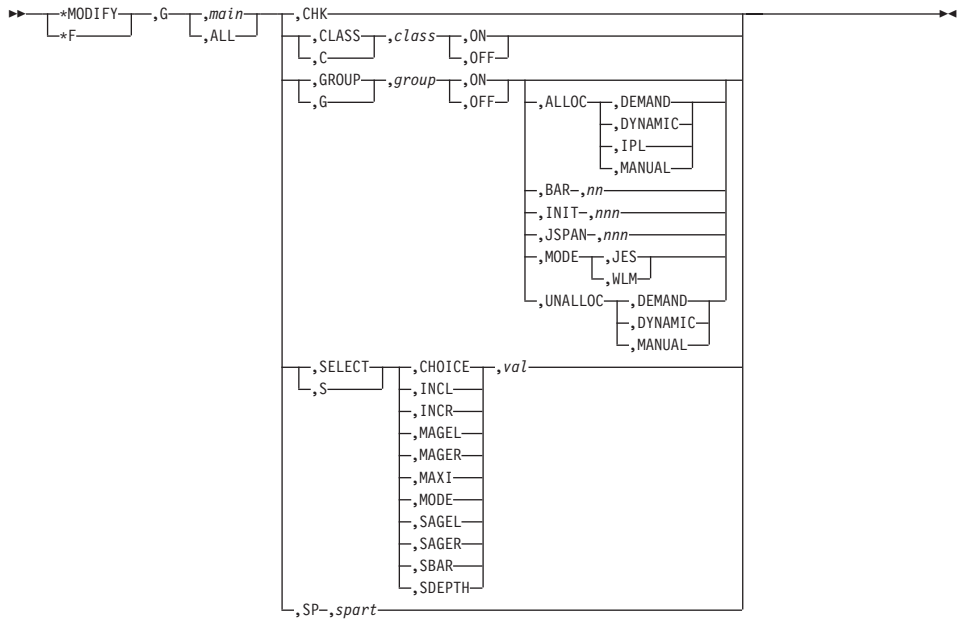 *MODIFY ,G ,main ,CHK
*F ,ALL ,CLASS ,class ,ON
,C ,OFF
,GROUP ,group ,ON
,G ,OFF ,ALLOC ,DEMAND
,DYNAMIC
,IPL
,MANUAL
,BAR ,nn
,INIT ,nnn
,JSPAN ,nnn
,MODE ,JES
,WLM
,UNALLOC ,DEMAND
,DYNAMIC
,MANUAL
,SELECT ,CHOICE ,val
,S ,INCL
,INCR
,MAGEL
,MAGER
,MAXI
,MODE
,SAGEL
,SAGER
,SBAR
,SDEPTH
,SP ,spart